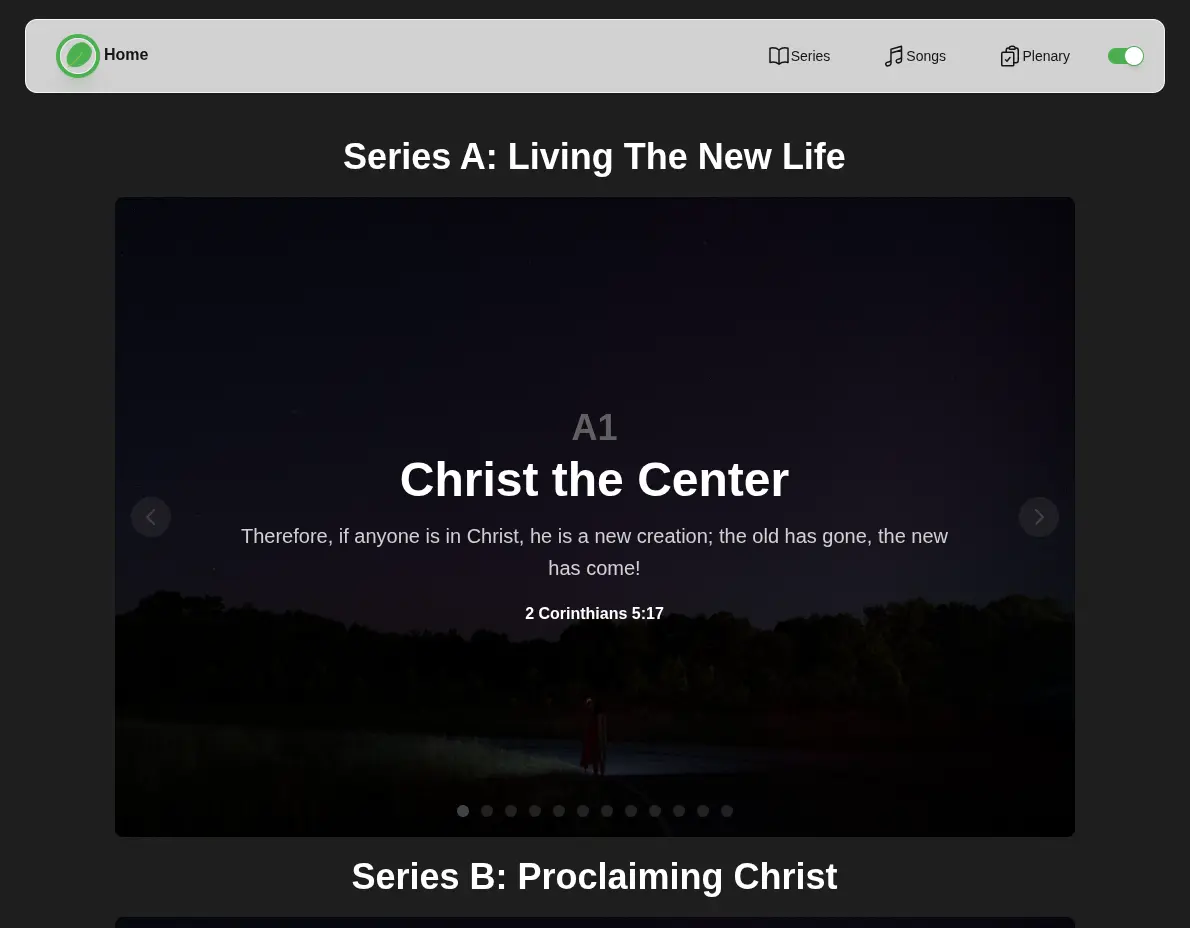 Home
Series
Songs
Plenary
Series A: Living The New Life
A1
Christ the Center
Therefore, if anyone is in Christ, he is a new creation; the old has gone, the new
has come!
2 Corinthians 5:17
Series B: Proclaiming Christ